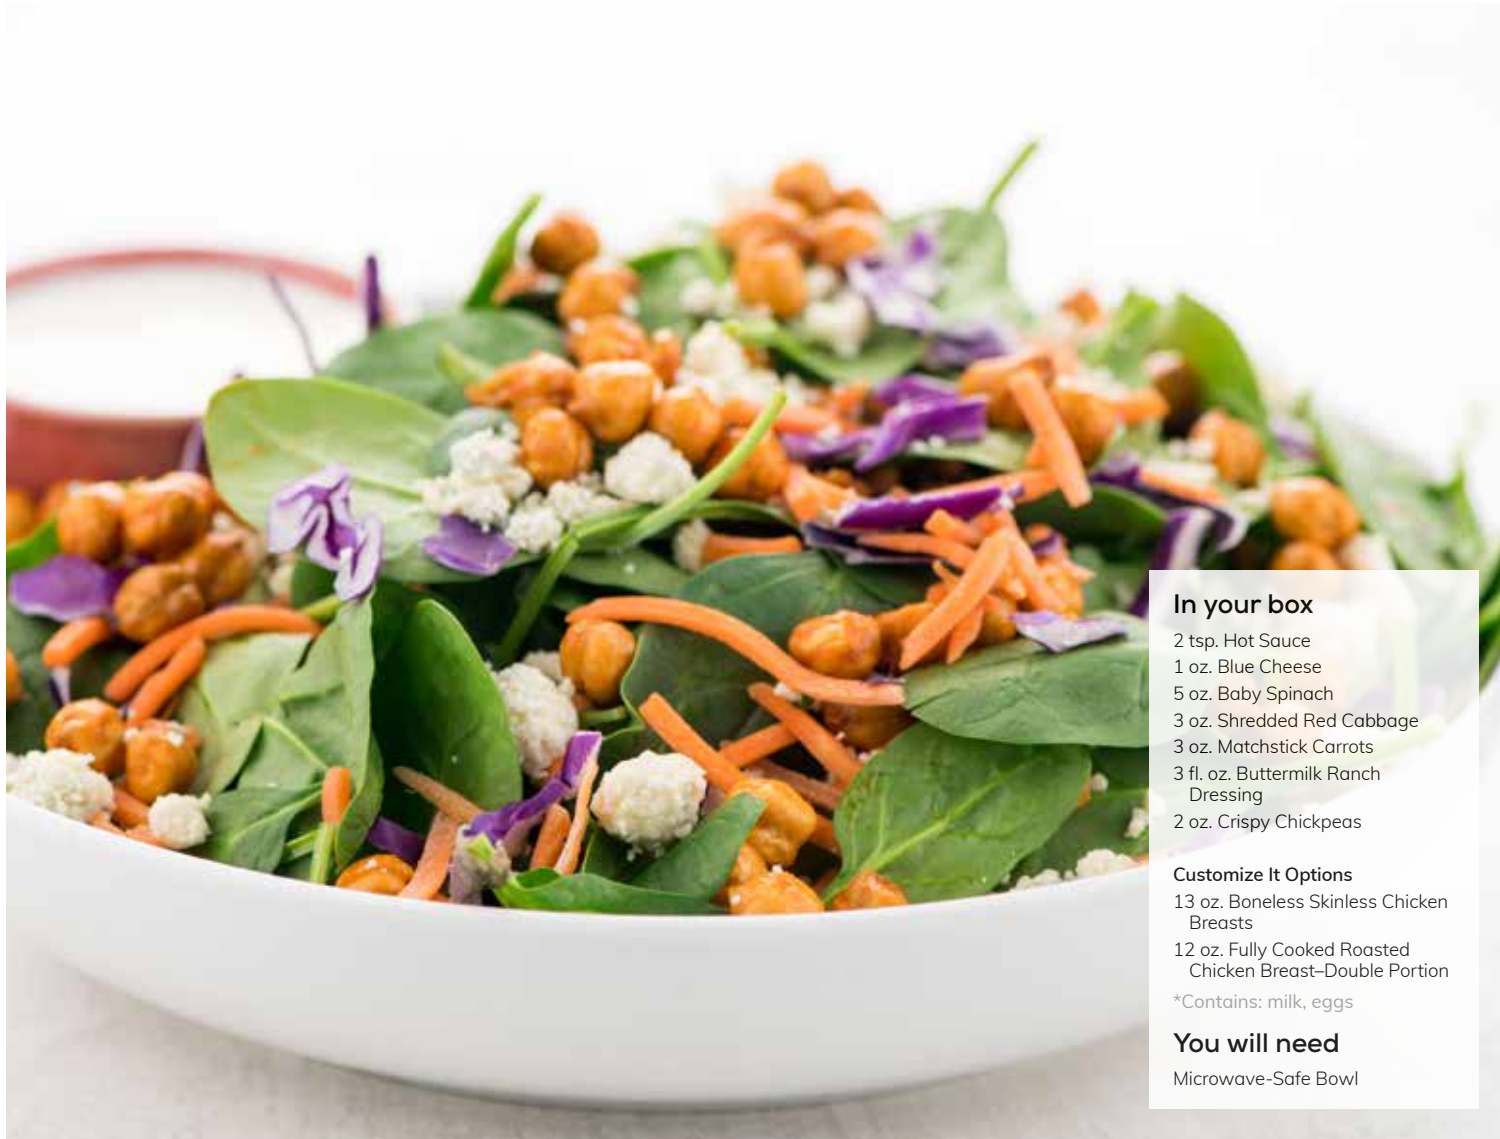 In your box
2 tsp. Hot Sauce
1 oz. Blue Cheese
5 oz. Baby Spinach
3 oz. Shredded Red Cabbage
3 oz. Matchstick Carrots
3 fl. oz. Buttermilk Ranch
Dressing
2 oz. Crispy Chickpeas
Customize It Options
13 oz. Boneless Skinless Chicken
Breasts
12 oz. Fully Cooked Roasted
Chicken Breast–Double Portion
*Contains: milk, eggs
You will need
Microwave-Safe Bowl